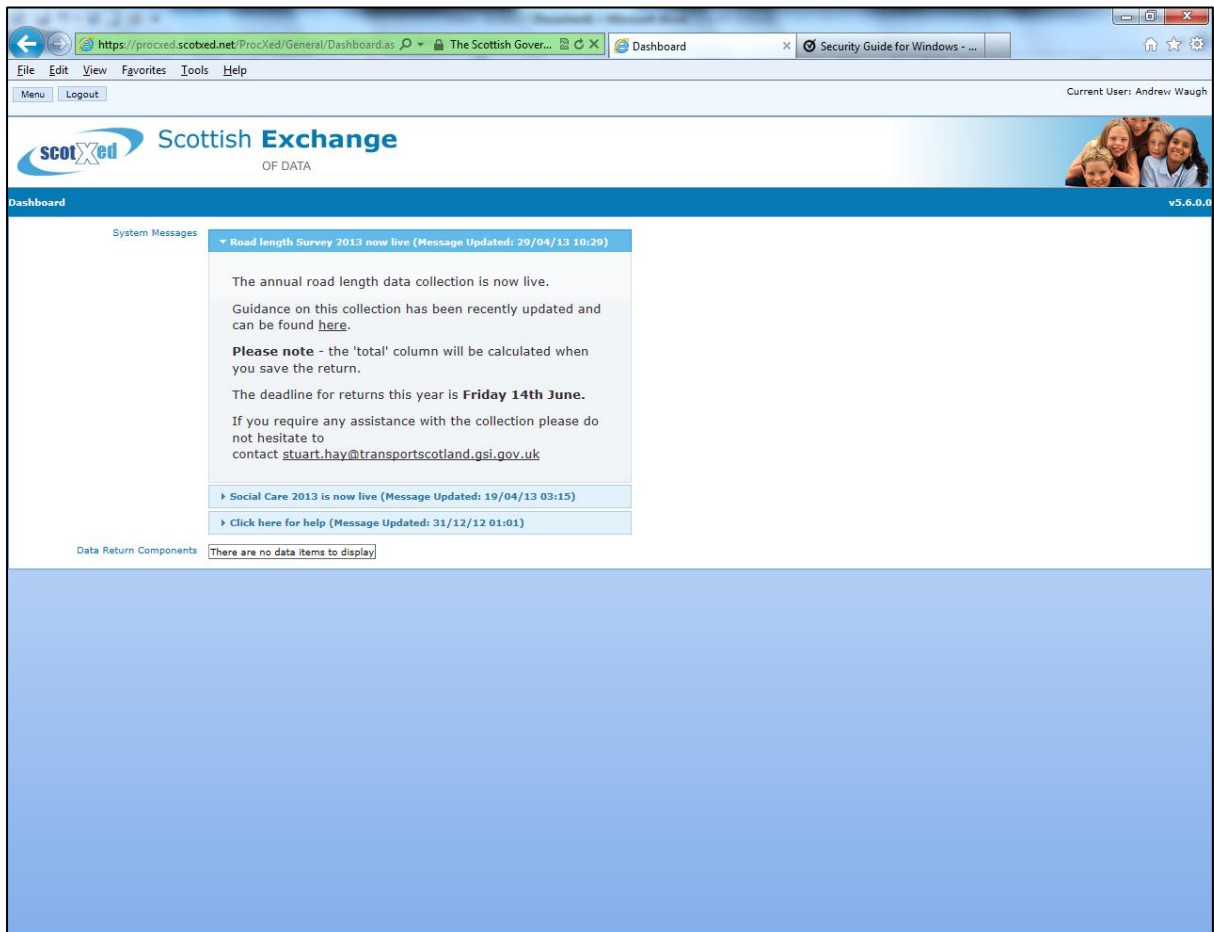 https://procxed.scotxed.net/ProcXed/General/Dashboard.as
The Scottish Gover...
Dashboard
Security Guide for Windows - ...
File Edit View Favorites Tools Help
Menu Logout
Current User: Andrew Waugh
scotXed
Scottish Exchange
OF DATA
Dashboard
v5.6.0.0
System Messages
Road length Survey 2013 now live (Message Updated: 29/04/13 10:29)
The annual road length data collection is now live.
Guidance on this collection has been recently updated and
can be found here.
Please note - the 'total' column will be calculated when
you save the return.
The deadline for returns this year is Friday 14th June.
If you require any assistance with the collection please do
not hesitate to
contact stuart.hay@transportscotland.gsi.gov.uk
Social Care 2013 is now live (Message Updated: 19/04/13 03:15)
Click here for help (Message Updated: 31/12/12 01:01)
Data Return Components
There are no data items to display